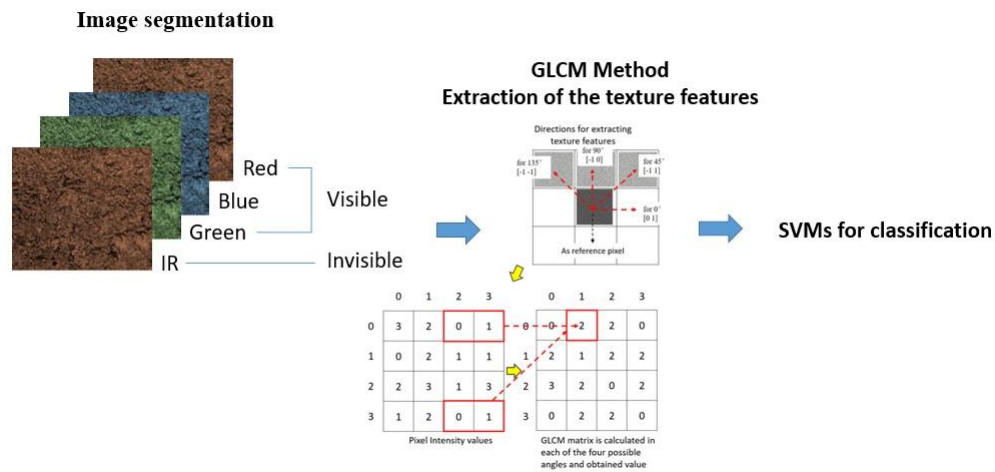 Image segmentation
Red
Blue
Green
IR
Visible
Invisible
GLCM Method
Extraction of the texture features
Directions for extracting
texture features
for 135°
[-1 -1]
for 90°
[-1 0]
for 45°
[-1 1]
for 0°
[0 1]
As reference pixel
0 1 2 3
0 3 2 0 1
1 0 2 1 1
2 2 3 1 3
3 1 2 0 1
Pixel Intensity values
0 1 2 3
0 0 2 2 0
1 2 1 2 2
2 3 2 0 2
3 0 2 2 0
GLCM matrix is calculated in
each of the four possible
angles and obtained value
SVMs for classification